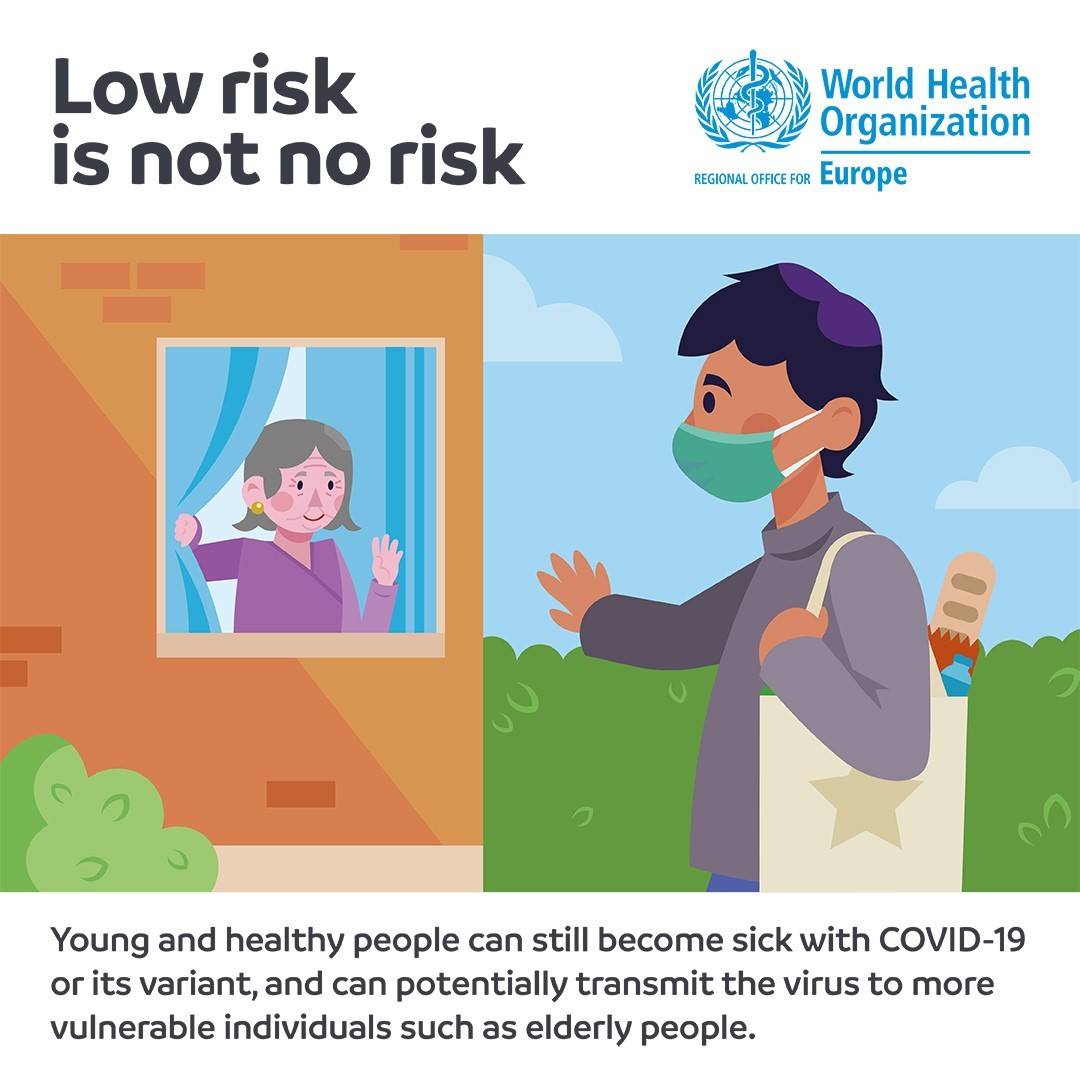 Low risk
is not no risk
World Health
Organization
REGIONAL OFFICE FOR Europe
Young and healthy people can still become sick with COVID-19
or its variant, and can potentially transmit the virus to more
vulnerable individuals such as elderly people.